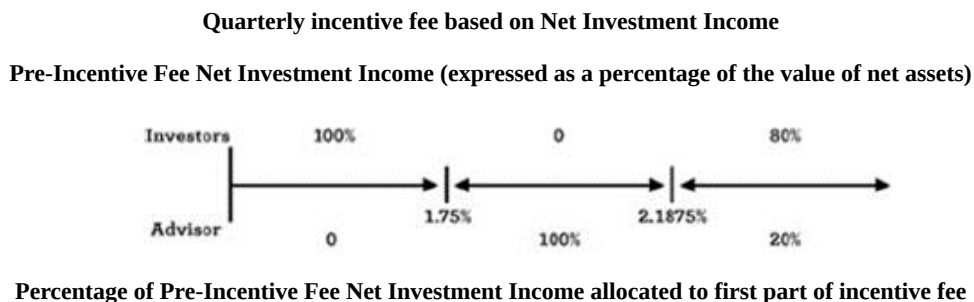 Quarterly incentive fee based on Net Investment Income
Pre-Incentive Fee Net Investment Income (expressed as a percentage of the value of net assets)
Investors 100% 0 80%
1.75% 2.1875%
Advisor 0 100% 20%
Percentage of Pre-Incentive Fee Net Investment Income allocated to first part of incentive fee